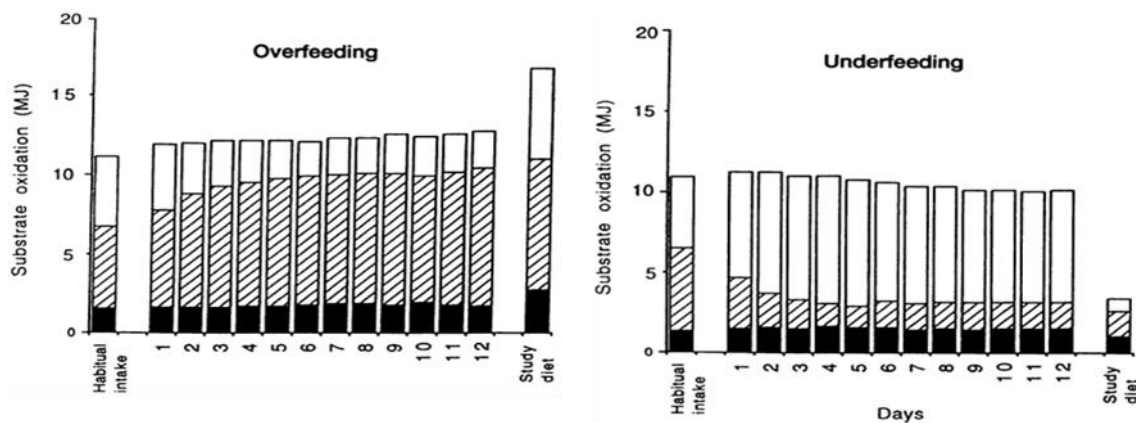 Overfeeding
Substrate oxidation (MJ)
20
15
10
5
0
Habitual
intake
1
2
3
4
5
6
7
8
9
10
11
12
Study
diet
Underfeeding
Substrate oxidation (MJ)
20
15
10
5
0
Habitual
intake
1
2
3
4
5
6
7
8
9
10
11
12
Study
diet
Days